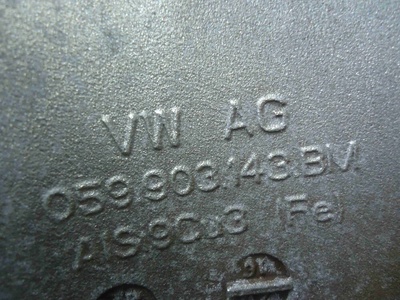 VW AG
059.903.143.BM
AlSi9Cu3 (Fe)